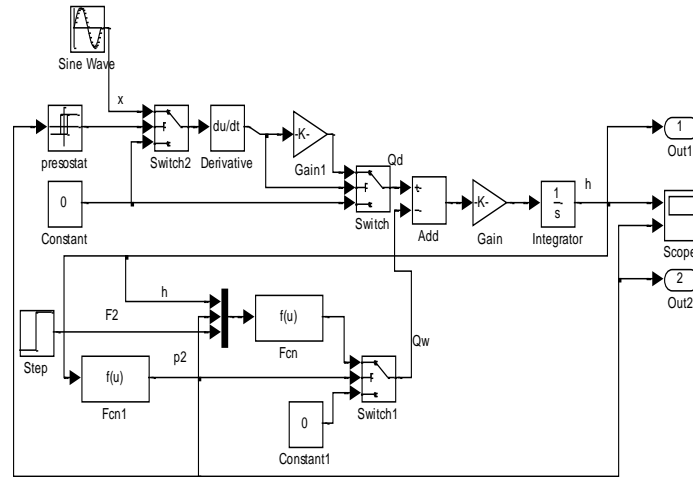 Sine Wave
x
du/dt
-K-
presostat
Switch2
Derivative
Gain1
Qd
1
Out1
0
Constant
Switch
+
-
Add
-K-
Gain
1
s
Integrator
h
Scope
2
Out2
h
F2
Step
f(u)
Fcn
Qw
f(u)
Fcn1
p2
Switch1
0
Constant1